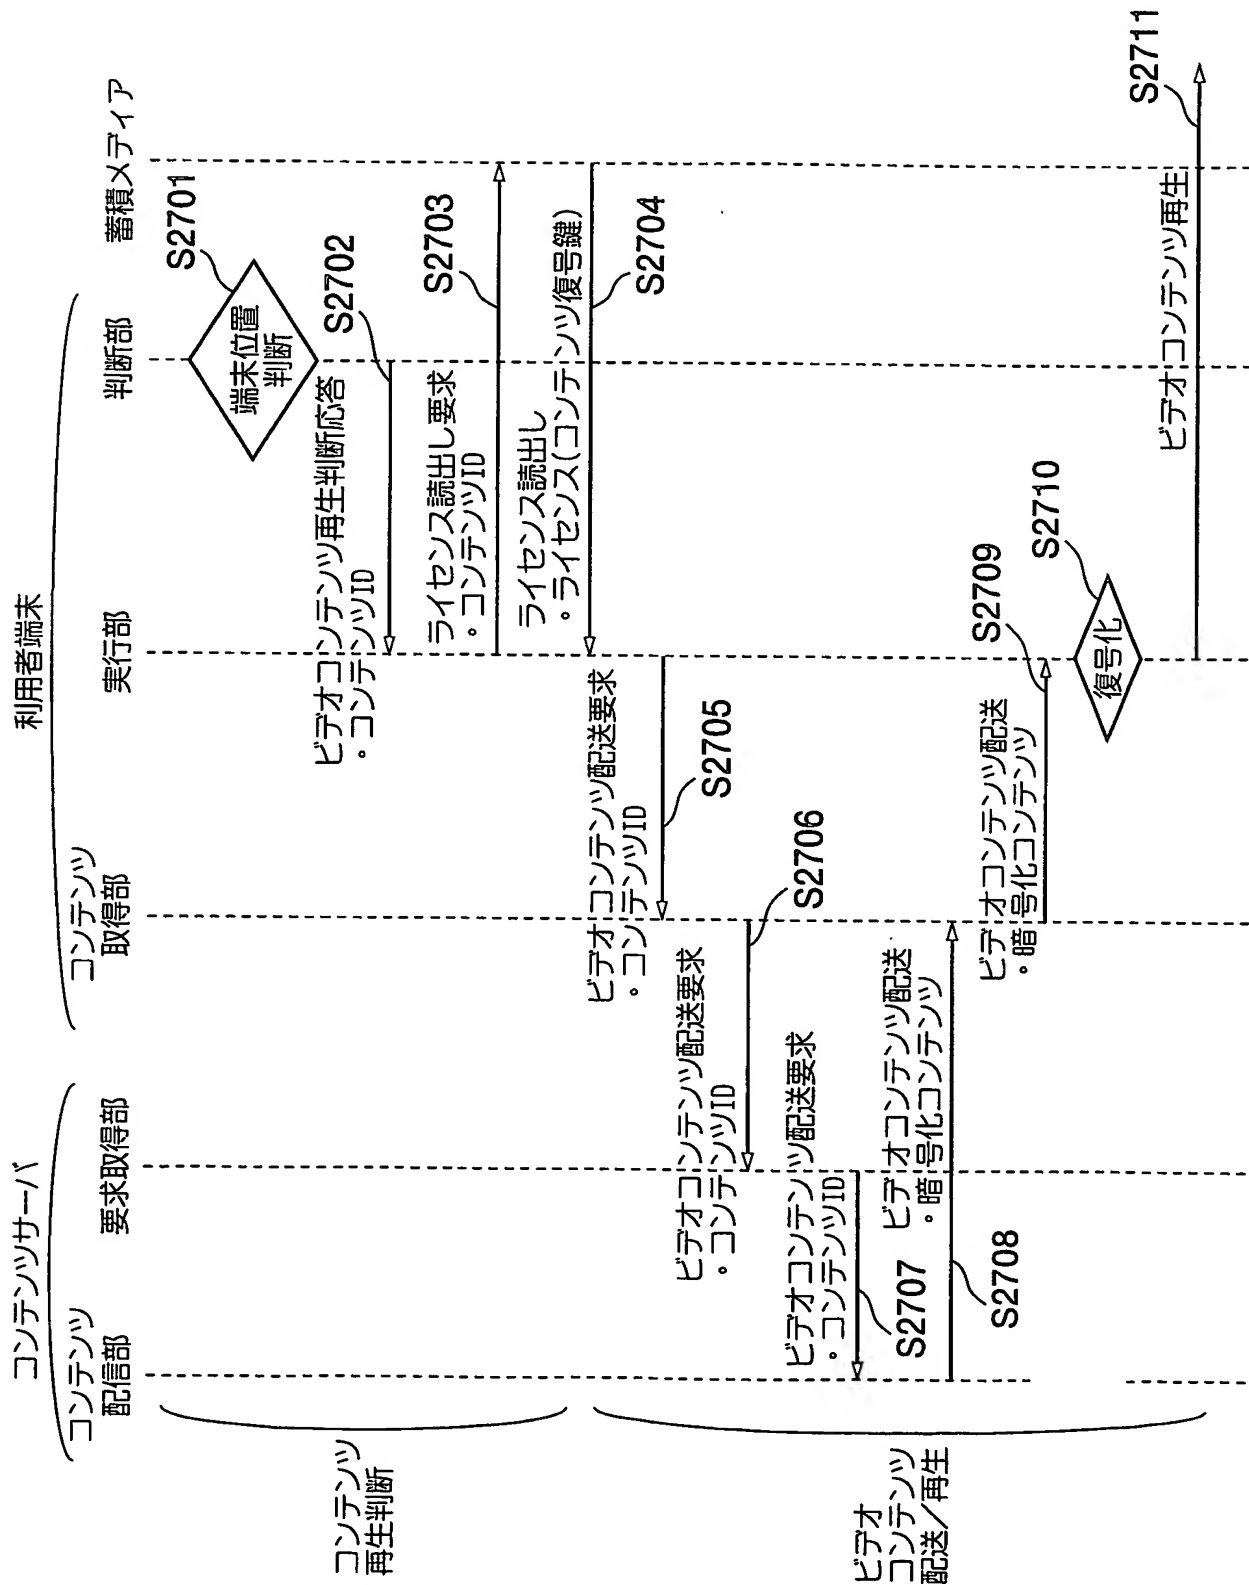 コンテンツサーバ
利用者端末
コンテンツ
配信部
要求取得部
コンテンツ
取得部
実行部
判断部
蓄積メディア
コンテンツ
再生判断
端末位置
判断
S2701
ビデオコンテンツ再生判断応答
・コンテンツID
S2702
ライセンス読出し要求
・コンテンツID
S2703
ライセンス読出し
・ライセンス(コンテンツ復号鍵)
S2704
ビデオ
コンテンツ
配送/再生
ビデオコンテンツ配送要求
・コンテンツID
S2705
ビデオコンテンツ配送要求
・コンテンツID
S2706
ビデオコンテンツ配送要求
・コンテンツID
S2707
ビデオコンテンツ配送
・暗号化コンテンツ
S2708
ビデオコンテンツ配送
・暗号化コンテンツ
S2709
復号化
S2710
ビデオコンテンツ再生
S2711